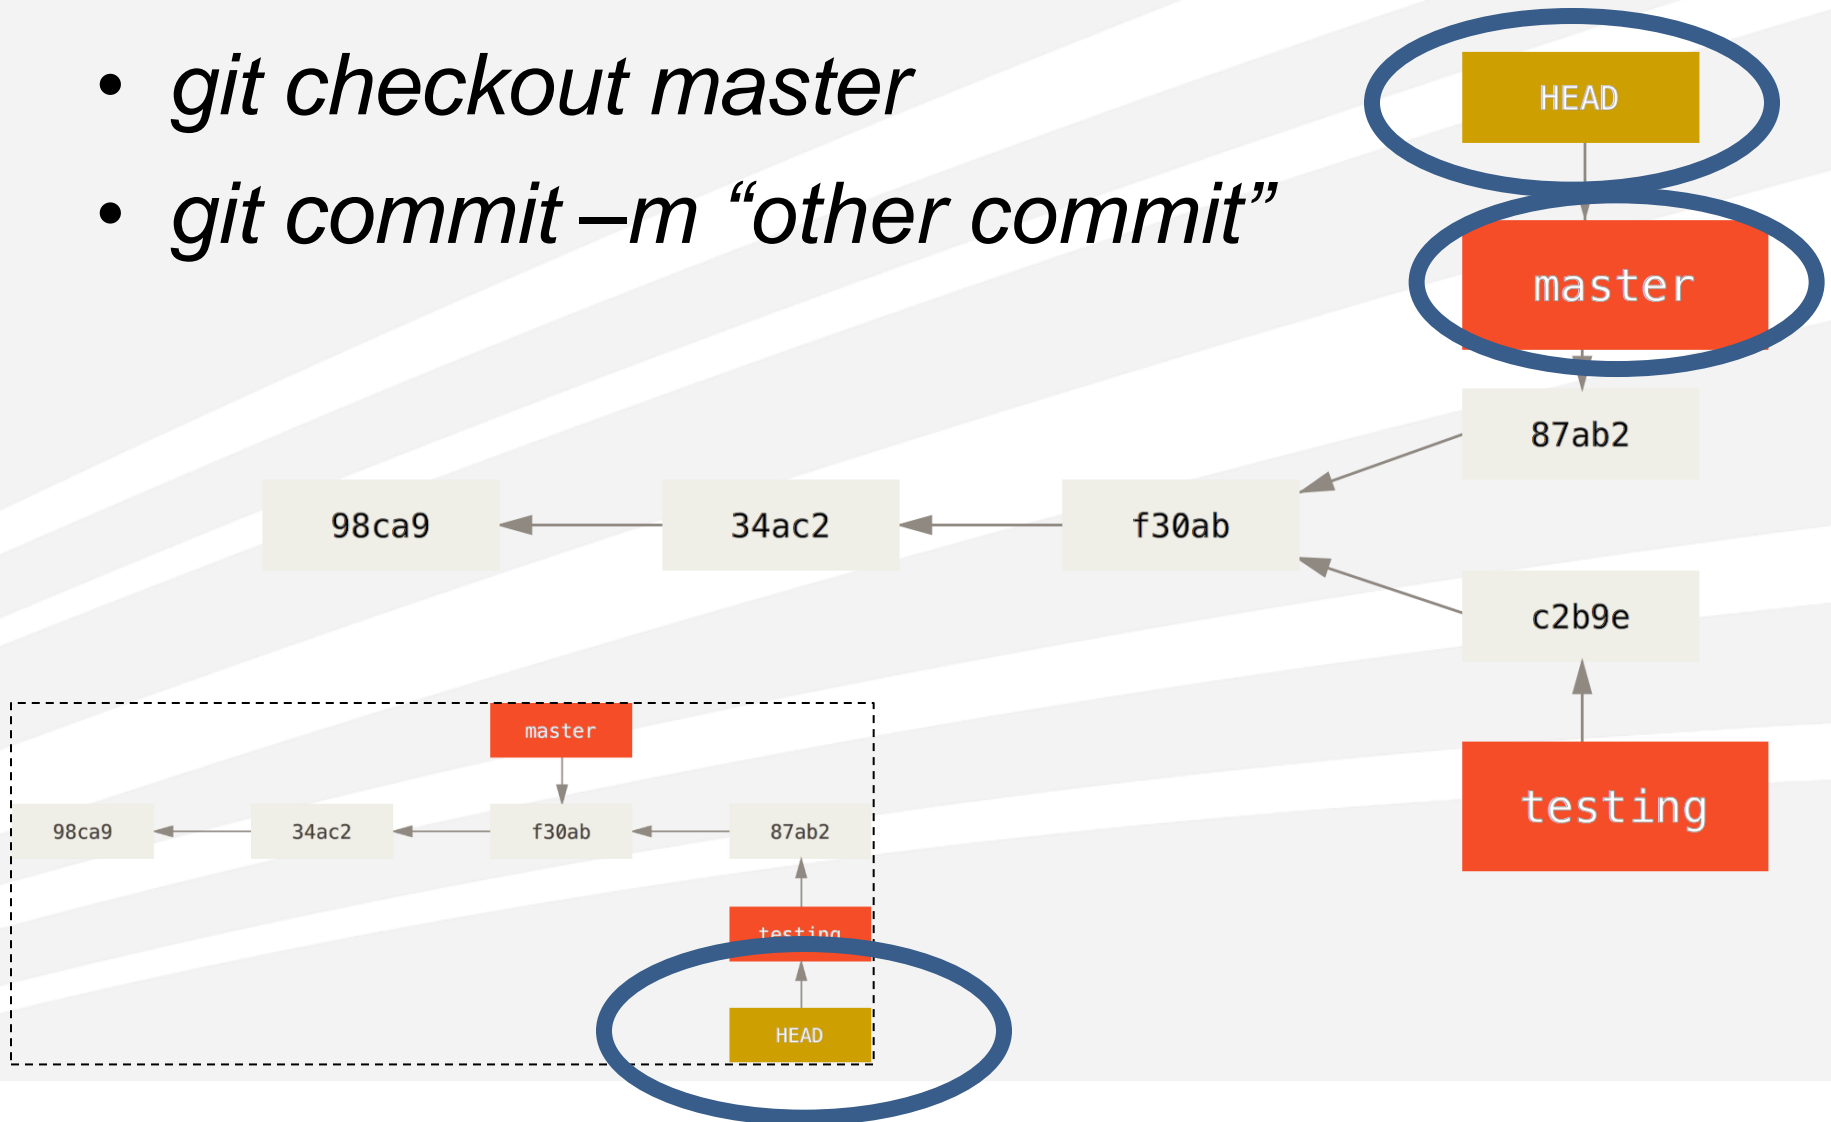 • git checkout master
• git commit –m “other commit”
HEAD
master
87ab2
98ca9 34ac2 f30ab
c2b9e
testing
master
98ca9 34ac2 f30ab 87ab2
testing
HEAD